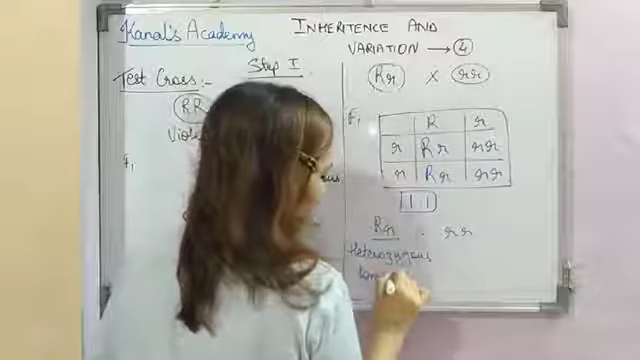 Kanal's Academy
INHERITENCE AND
VARIATION → 4
Test Cross:-
Step I
RR
F1
Rr × rr
F1
R r
r Rr rr
r Rr rr
1:1
Rr : rr
Heterozygous